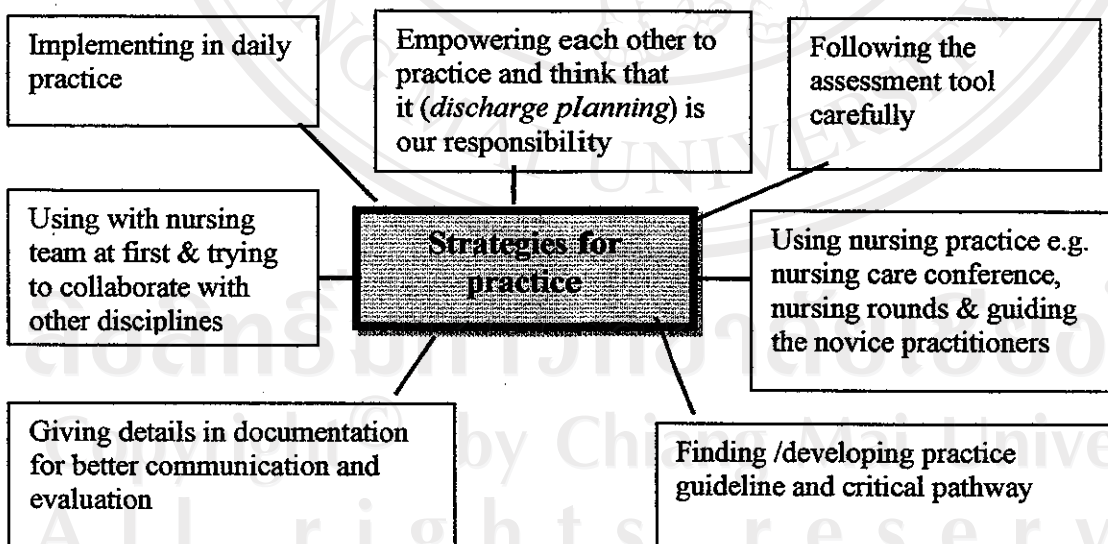 Implementing in daily
practice
Empowering each other to
practice and think that
it (discharge planning) is
our responsibility
Following the
assessment tool
carefully
Using with nursing
team at first & trying
to collaborate with
other disciplines
Strategies for
practice
Using nursing practice e.g.
nursing care conference,
nursing rounds & guiding
the novice practitioners
Giving details in documentation
for better communication and
evaluation
Finding /developing practice
guideline and critical pathway
UNIVERSITY
Copyright © by Chiang Mai Unive
All rights reserv